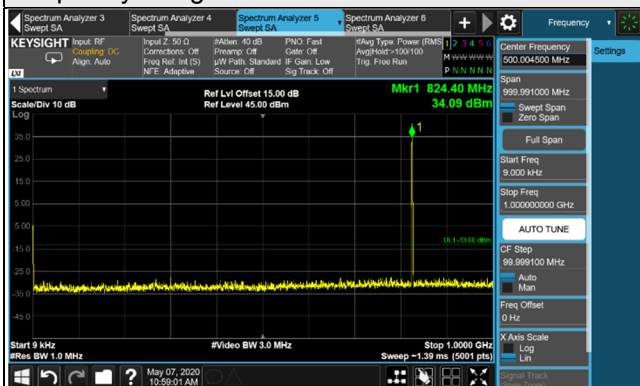 Spectrum Analyzer 3
Swept SA
Spectrum Analyzer 4
Swept SA
Spectrum Analyzer 5
Swept SA
Spectrum Analyzer 6
Swept SA
+
Frequency
KEYSIGHT
Input: RF
Coupling: DC
Align: Auto
Input Z: 50 Ω
Corrections: Off
Freq Ref: Int (S)
NFE: Adaptive
#Atten: 40 dB
Preamp: Off
µW Path: Standard
Source: Off
PNO: Fast
Gate: Off
IF Gain: Low
Sig Track: Off
#Avg Type: Power (RMS
Avg|Hold:>100/100
Trig: Free Run
1 2 3 4 5 6
M W W W W W
P N N N N N
LXI
1 Spectrum
Scale/Div 10 dB
Log
Ref Lvl Offset 15.00 dB
Ref Level 45.00 dBm
Mkr1 824.40 MHz
34.09 dBm
1
35.0
25.0
15.0
5.00
-5.00
-15.0
-25.0
-35.0
-45.0
DL1 -13.00 dBm
Start 9 kHz
#Res BW 1.0 MHz
#Video BW 3.0 MHz
Stop 1.0000 GHz
Sweep ~1.39 ms (5001 pts)
Center Frequency
500.004500 MHz
Settings
Span
999.991000 MHz
Swept Span
Zero Span
Full Span
Start Freq
9.000 kHz
Stop Freq
1.000000000 GHz
AUTO TUNE
CF Step
99.999100 MHz
Auto
Man
Freq Offset
0 Hz
X Axis Scale
Log
Lin
Signal Track
May 07, 2020
10:59:01 AM
?